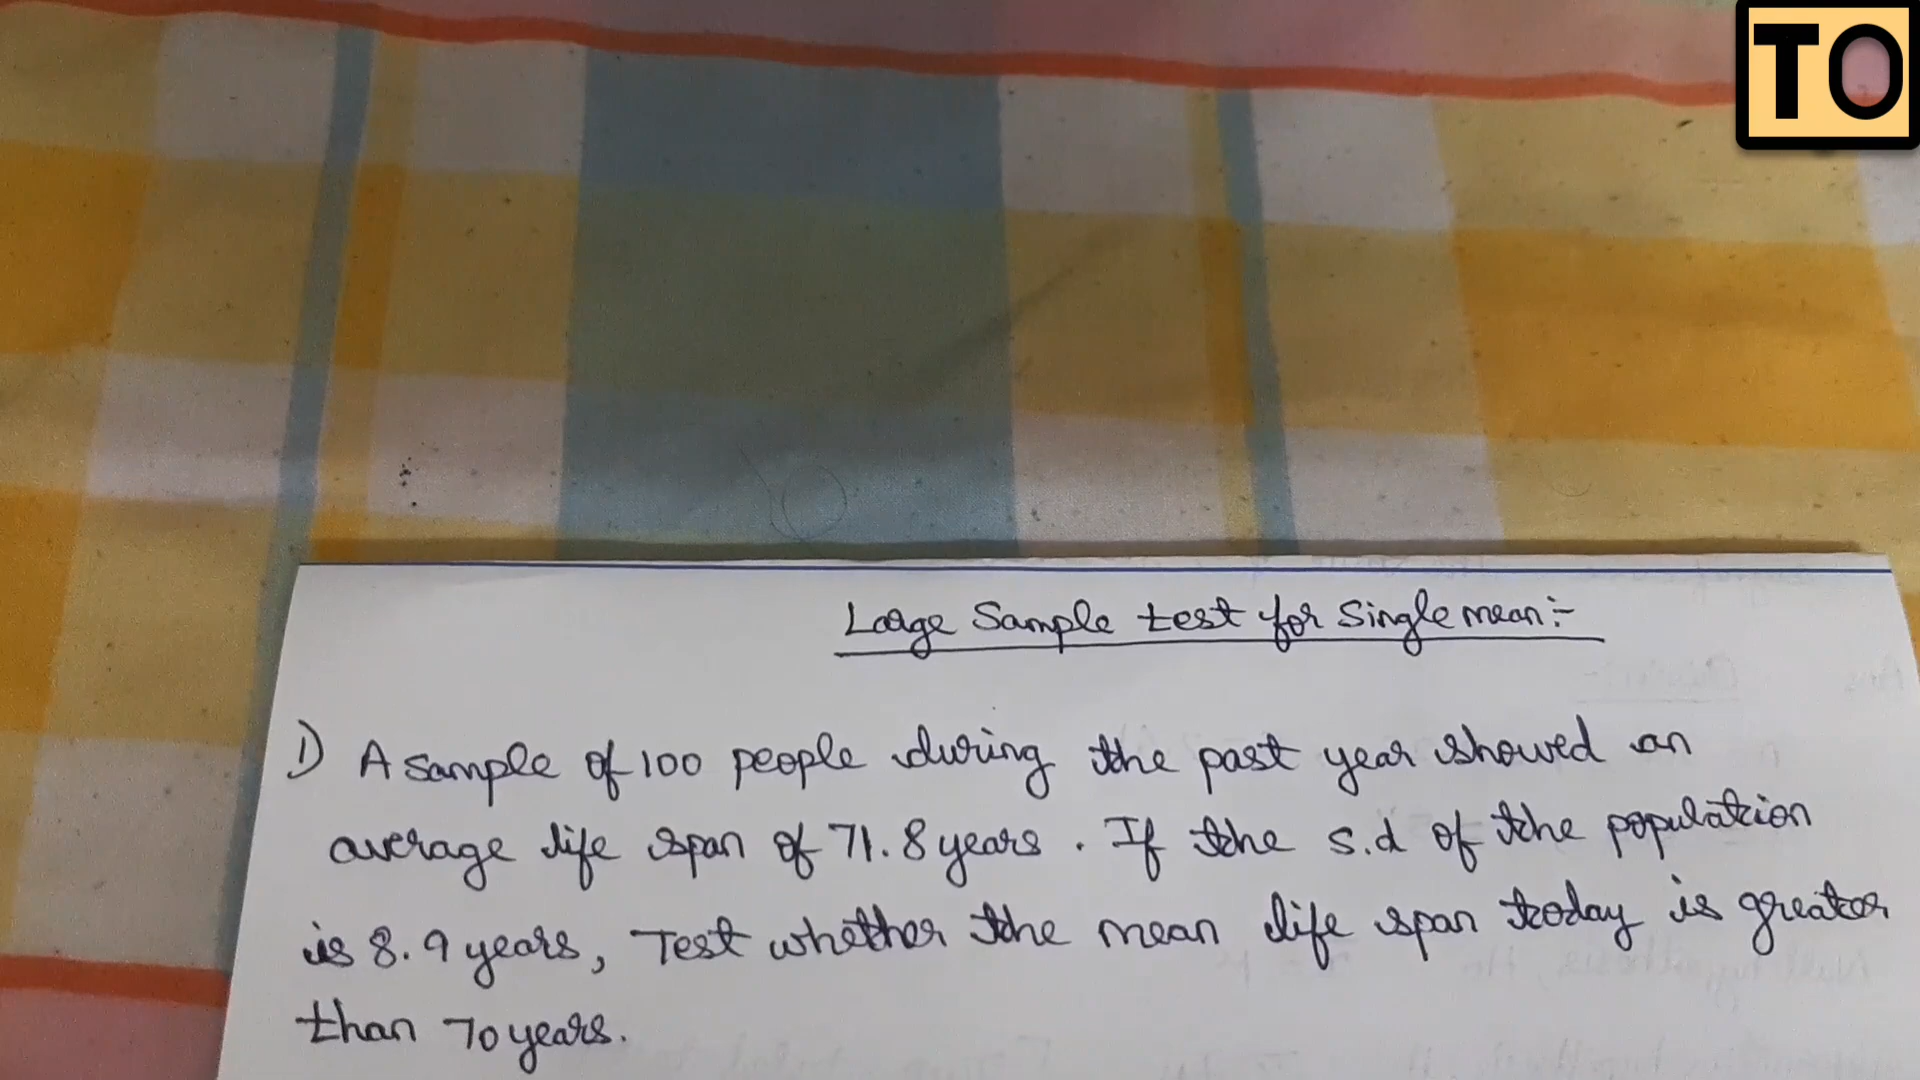 TO
Large Sample test for Single mean:-
1) A sample of 100 people during the past year showed an
average life span of 71.8 years. If the s.d of the population
is 8.9 years, Test whether the mean life span today is greater
than 70 years.